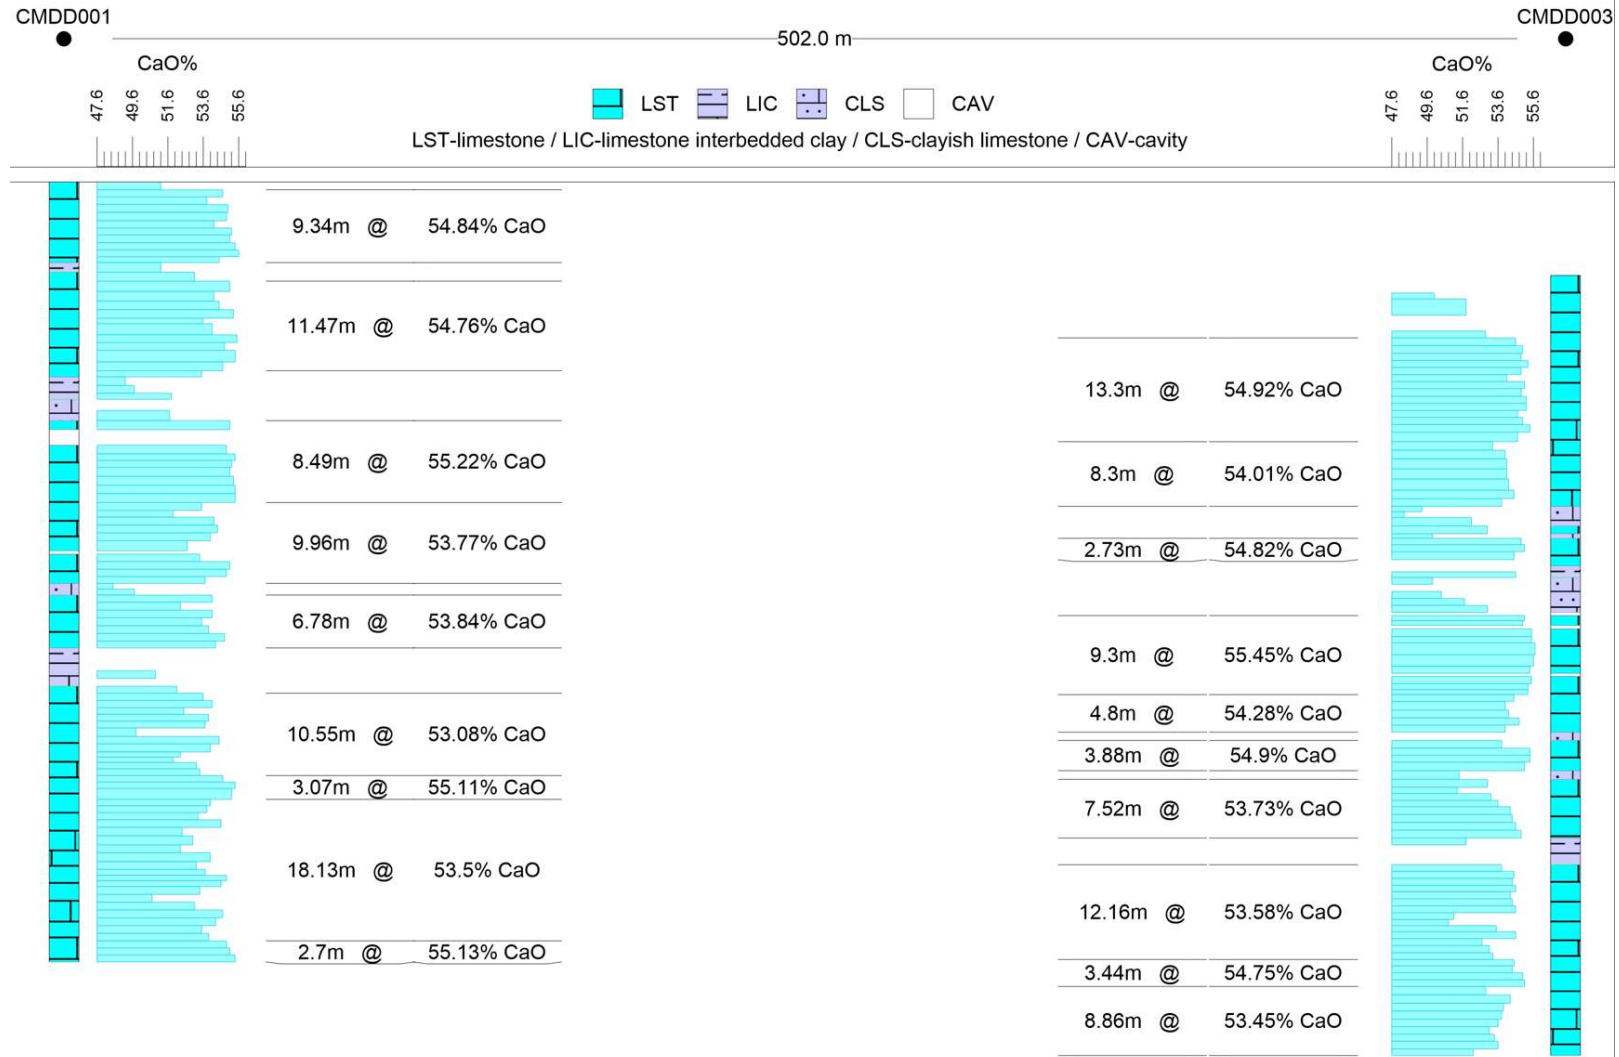 CMDD001
CMDD003
502.0 m
CaO%
CaO%
47.6 49.6 51.6 53.6 55.6
47.6 49.6 51.6 53.6 55.6
LST LIC CLS CAV
LST-limestone / LIC-limestone interbedded clay / CLS-clayish limestone / CAV-cavity
9.34m @ 54.84% CaO
11.47m @ 54.76% CaO
8.49m @ 55.22% CaO
9.96m @ 53.77% CaO
6.78m @ 53.84% CaO
10.55m @ 53.08% CaO
3.07m @ 55.11% CaO
18.13m @ 53.5% CaO
2.7m @ 55.13% CaO
13.3m @ 54.92% CaO
8.3m @ 54.01% CaO
2.73m @ 54.82% CaO
9.3m @ 55.45% CaO
4.8m @ 54.28% CaO
3.88m @ 54.9% CaO
7.52m @ 53.73% CaO
12.16m @ 53.58% CaO
3.44m @ 54.75% CaO
8.86m @ 53.45% CaO